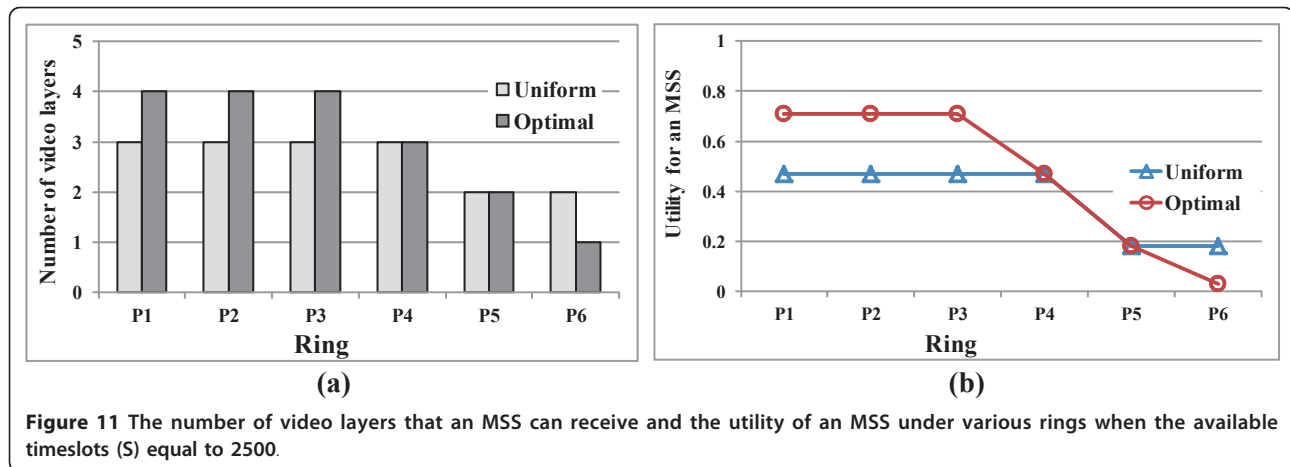 5
4
3
2
1
0
Number of video layers
Uniform
Optimal
P1 P2 P3 P4 P5 P6
Ring
(a)
1
0.8
0.6
0.4
0.2
0
Utility for an MSS
Uniform
Optimal
P1 P2 P3 P4 P5 P6
Ring
(b)
Figure 11 The number of video layers that an MSS can receive and the utility of an MSS under various rings when the available
timeslots (S) equal to 2500.